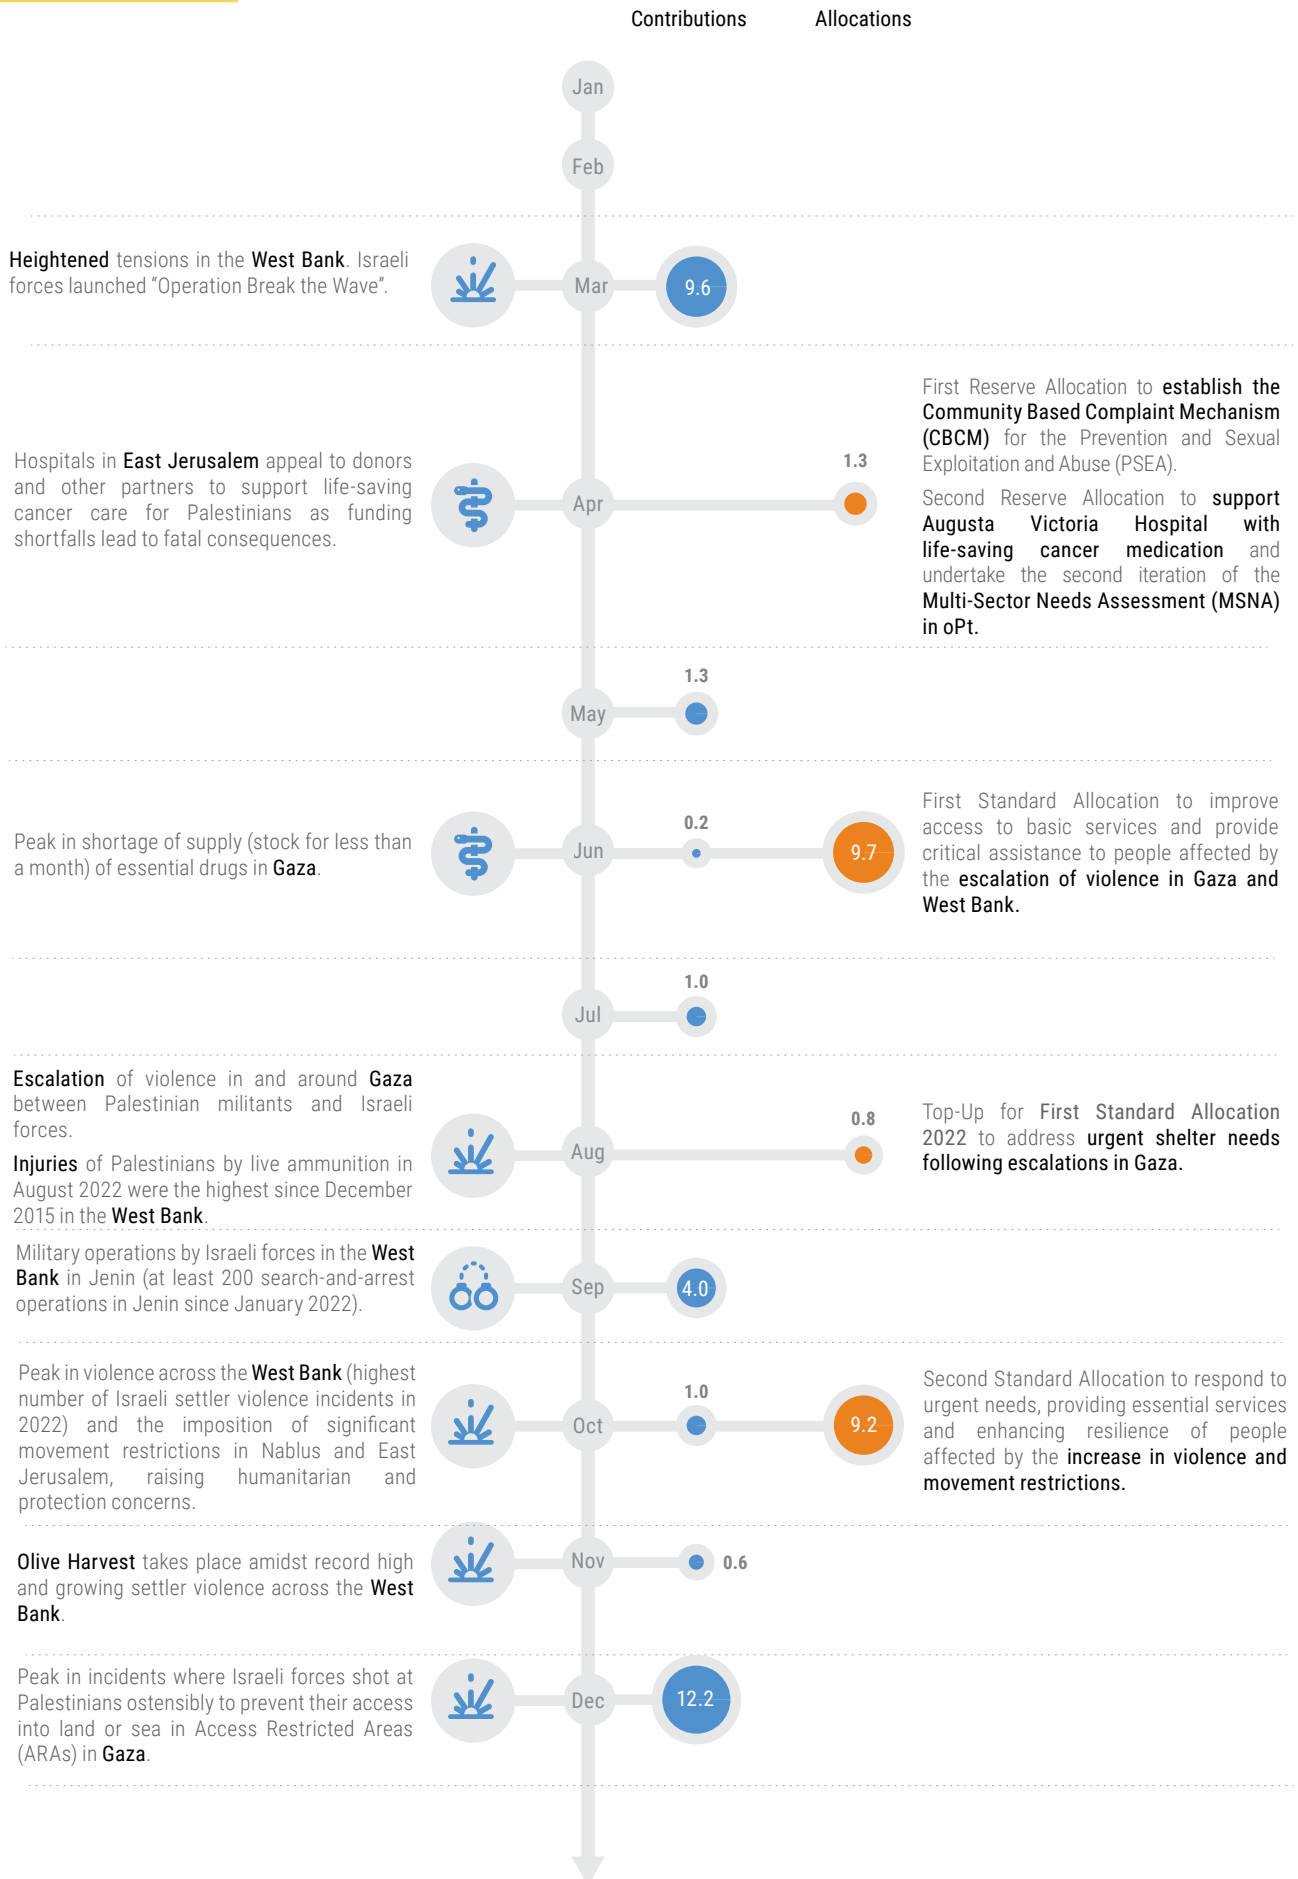 Contributions Allocations
Jan
Feb
Heightened tensions in the West Bank. Israeli
forces launched “Operation Break the Wave”.
Mar
9.6
Hospitals in East Jerusalem appeal to donors
and other partners to support life-saving
cancer care for Palestinians as funding
shortfalls lead to fatal consequences.
Apr
1.3
First Reserve Allocation to establish the
Community Based Complaint Mechanism
(CBCM) for the Prevention and Sexual
Exploitation and Abuse (PSEA).
Second Reserve Allocation to support
Augusta Victoria Hospital with
life-saving cancer medication and
undertake the second iteration of the
Multi-Sector Needs Assessment (MSNA)
in oPt.
May
1.3
Peak in shortage of supply (stock for less than
a month) of essential drugs in Gaza.
Jun
0.2
9.7
First Standard Allocation to improve
access to basic services and provide
critical assistance to people affected by
the escalation of violence in Gaza and
West Bank.
Jul
1.0
Escalation of violence in and around Gaza
between Palestinian militants and Israeli
forces.
Injuries of Palestinians by live ammunition in
August 2022 were the highest since December
2015 in the West Bank.
Aug
0.8
Top-Up for First Standard Allocation
2022 to address urgent shelter needs
following escalations in Gaza.
Military operations by Israeli forces in the West
Bank in Jenin (at least 200 search-and-arrest
operations in Jenin since January 2022).
Sep
4.0
Peak in violence across the West Bank (highest
number of Israeli settler violence incidents in
2022) and the imposition of significant
movement restrictions in Nablus and East
Jerusalem, raising humanitarian and
protection concerns.
Oct
1.0
9.2
Second Standard Allocation to respond to
urgent needs, providing essential services
and enhancing resilience of people
affected by the increase in violence and
movement restrictions.
Olive Harvest takes place amidst record high
and growing settler violence across the West
Bank.
Nov
0.6
Peak in incidents where Israeli forces shot at
Palestinians ostensibly to prevent their access
into land or sea in Access Restricted Areas
(ARAs) in Gaza.
Dec
12.2